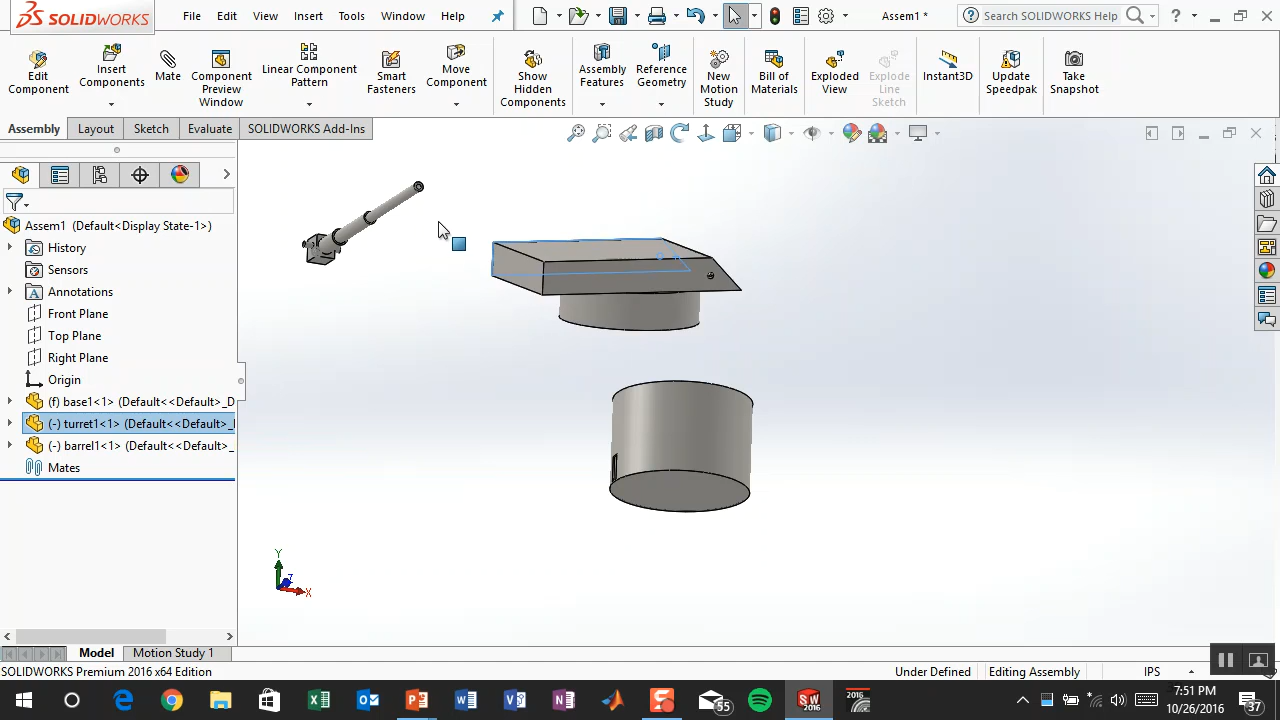 SOLIDWORKS
File Edit View Insert Tools Window Help
Assem1 *
Search SOLIDWORKS Help
?
Edit Component
Insert Components
Mate
Component Preview Window
Linear Component Pattern
Smart Fasteners
Move Component
Show Hidden Components
Assembly Features
Reference Geometry
New Motion Study
Bill of Materials
Exploded View
Explode Line Sketch
Instant3D
Update Speedpak
Take Snapshot
Assembly Layout Sketch Evaluate SOLIDWORKS Add-Ins
Assem1 (Default<Display State-1>)
History
Sensors
A Annotations
Front Plane
Top Plane
Right Plane
Origin
(f) base1<1> (Default<<Default>_D
(-) turret1<1> (Default<<Default>_
(-) barrel1<1> (Default<<Default>_
Mates
Y
Z
X
Model Motion Study 1
SOLIDWORKS Premium 2016 x64 Edition
Under Defined Editing Assembly IPS
55
SW 2016
2016
7:51 PM
10/26/2016
37